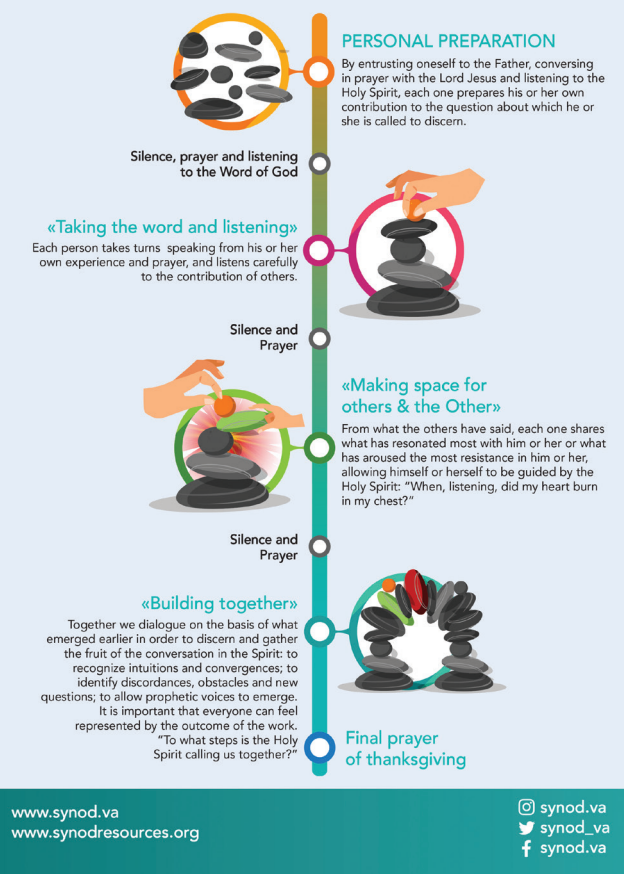 PERSONAL PREPARATION
By entrusting oneself to the Father, conversing
in prayer with the Lord Jesus and listening to the
Holy Spirit, each one prepares his or her own
contribution to the question about which he or
she is called to discern.
Silence, prayer and listening
to the Word of God
«Taking the word and listening»
Each person takes turns speaking from his or her
own experience and prayer, and listens carefully
to the contribution of others.
Silence and
Prayer
«Making space for
others & the Other»
From what the others have said, each one shares
what has resonated most with him or her or what
has aroused the most resistance in him or her,
allowing himself or herself to be guided by the
Holy Spirit: "When, listening, did my heart burn
in my chest?"
Silence and
Prayer
«Building together»
Together we dialogue on the basis of what
emerged earlier in order to discern and gather
the fruit of the conversation in the Spirit: to
recognize intuitions and convergences; to
identify discordances, obstacles and new
questions; to allow prophetic voices to emerge.
It is important that everyone can feel
represented by the outcome of the work.
"To what steps is the Holy
Spirit calling us together?"
Final prayer
of thanksgiving
www.synod.va
www.synodresources.org
synod.va
synod_va
synod.va